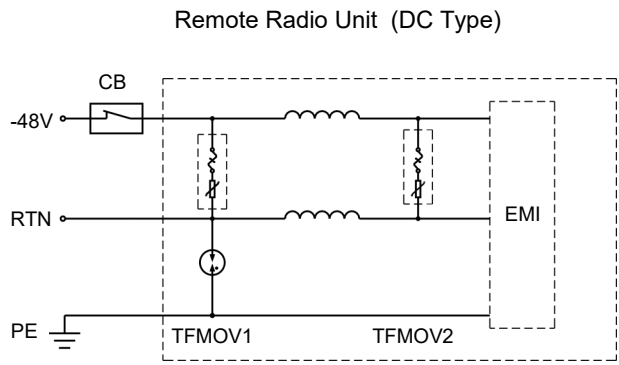 Remote Radio Unit (DC Type)
CB
-48V
RTN
EMI
PE
TFMOV1
TFMOV2